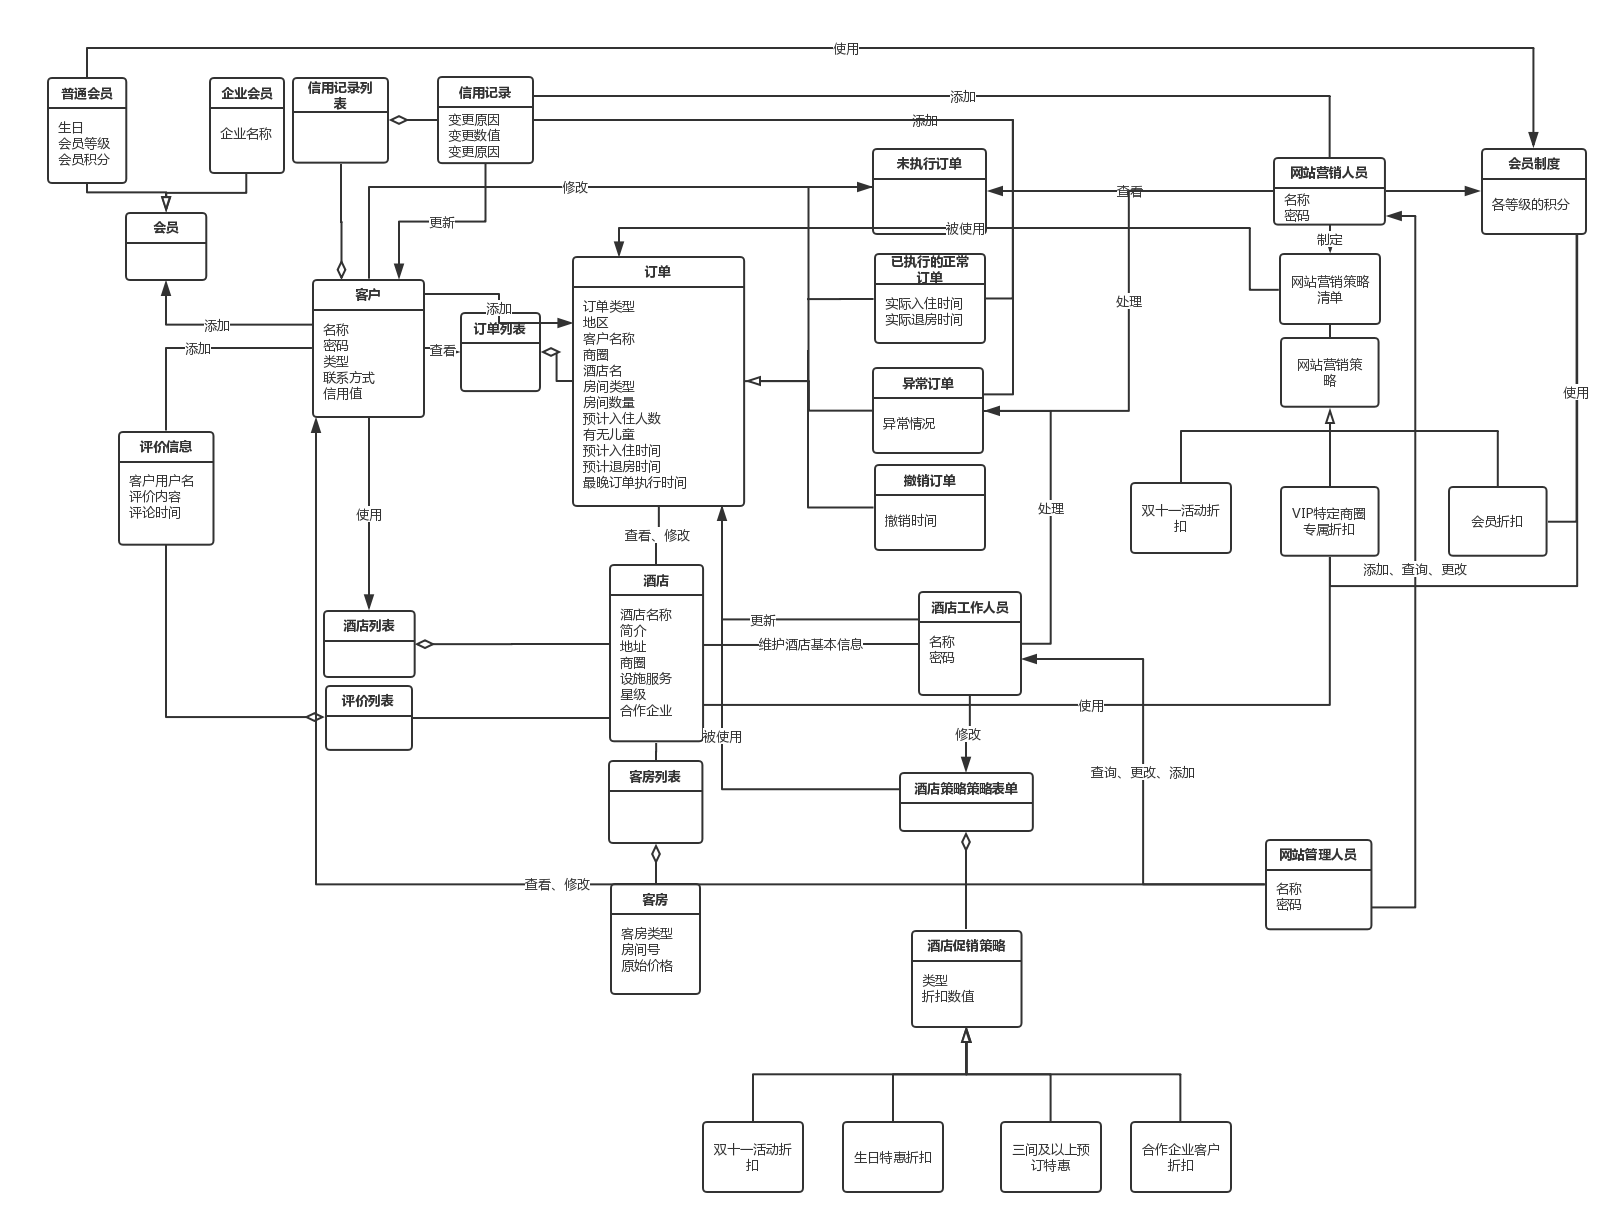 使用
普通会员
生日
会员等级
会员积分
企业会员
企业名称
信用记录列
表
信用记录
变更原因
变更数值
变更原因
添加
添加
未执行订单
网站营销人员
名称
密码
会员制度
各等级的积分
修改
查看
更新
会员
被使用
制定
客户
名称
密码
类型
联系方式
信用值
添加
添加
添加
查看
订单列表
订单
订单类型
地区
客户名称
商圈
酒店名
房间类型
房间数量
预计入住人数
有无儿童
预计入住时间
预计退房时间
最晚订单执行时间
已执行的正常
订单
实际入住时间
实际退房时间
处理
网站营销策略
清单
网站营销策
略
异常订单
异常情况
使用
评价信息
客户用户名
评价内容
评论时间
撤销订单
撤销时间
使用
处理
双十一活动折
扣
VIP特定商圈
专属折扣
会员折扣
查看、修改
添加、查询、更改
酒店
酒店名称
简介
地址
商圈
设施服务
星级
合作企业
酒店工作人员
名称
密码
酒店列表
更新
维护酒店基本信息
评价列表
使用
被使用
修改
客房列表
查询、更改、添加
酒店策略策略表单
网站管理人员
名称
密码
查看、修改
客房
客房类型
房间号
原始价格
酒店促销策略
类型
折扣数值
双十一活动折
扣
生日特惠折扣
三间及以上预
订特惠
合作企业客户
折扣